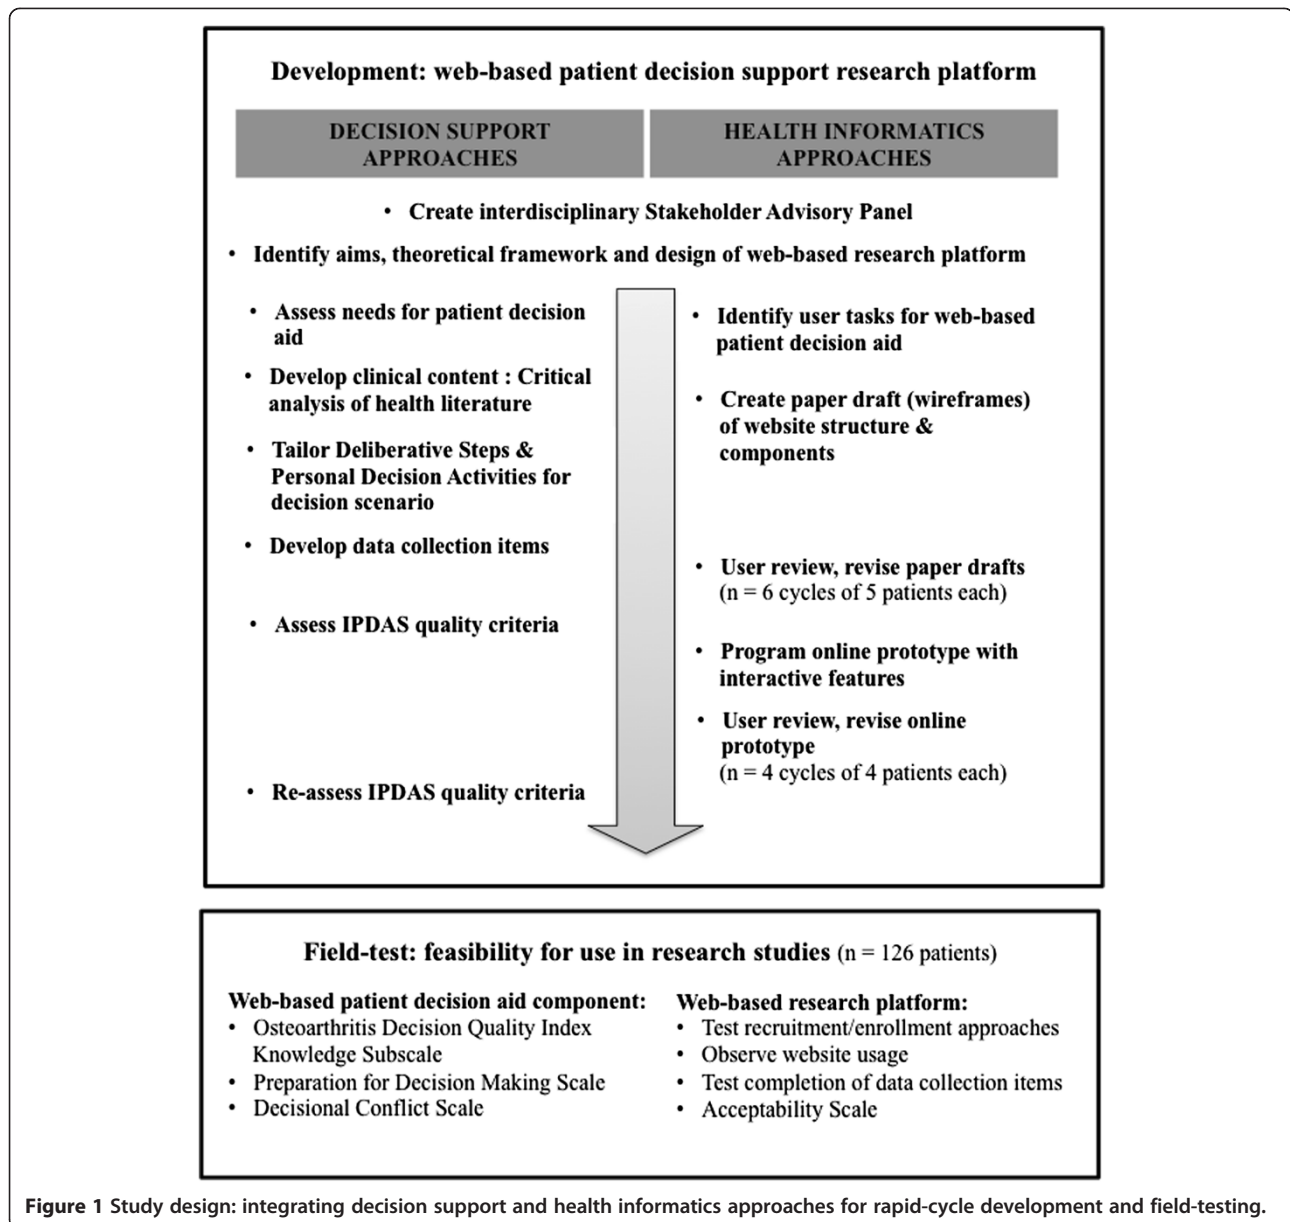 Development: web-based patient decision support research platform
DECISION SUPPORT
APPROACHES
HEALTH INFORMATICS
APPROACHES
• Create interdisciplinary Stakeholder Advisory Panel
• Identify aims, theoretical framework and design of web-based research platform
• Assess needs for patient decision
aid
• Develop clinical content : Critical
analysis of health literature
• Tailor Deliberative Steps &
Personal Decision Activities for
decision scenario
• Develop data collection items
• Assess IPDAS quality criteria
• Re-assess IPDAS quality criteria
• Identify user tasks for web-based
patient decision aid
• Create paper draft (wireframes)
of website structure &
components
• User review, revise paper drafts
(n = 6 cycles of 5 patients each)
• Program online prototype with
interactive features
• User review, revise online
prototype
(n = 4 cycles of 4 patients each)
Field-test: feasibility for use in research studies (n = 126 patients)
Web-based patient decision aid component:
• Osteoarthritis Decision Quality Index
Knowledge Subscale
• Preparation for Decision Making Scale
• Decisional Conflict Scale
Web-based research platform:
• Test recruitment/enrollment approaches
• Observe website usage
• Test completion of data collection items
• Acceptability Scale
Figure 1 Study design: integrating decision support and health informatics approaches for rapid-cycle development and field-testing.